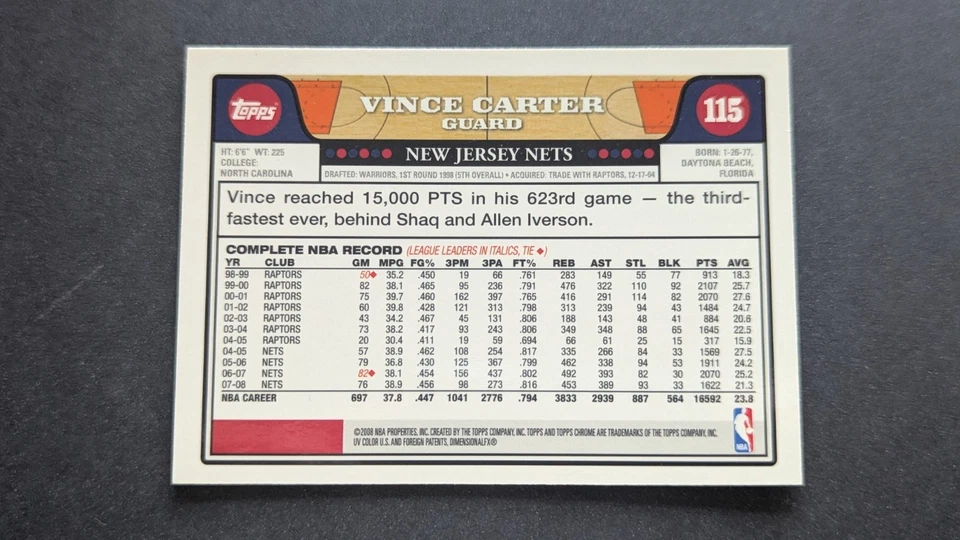 Topps
VINCE CARTER
115
GUARD
HT: 6'6" WT: 225
COLLEGE:
NORTH CAROLINA
NEW JERSEY NETS
BORN: 1-26-77,
DAYTONA BEACH,
FLORIDA
DRAFTED: WARRIORS, 1ST ROUND 1998 (5TH OVERALL) • ACQUIRED: TRADE WITH RAPTORS, 12-17-04
Vince reached 15,000 PTS in his 623rd game — the third-
fastest ever, behind Shaq and Allen Iverson.
COMPLETE NBA RECORD (LEAGUE LEADERS IN ITALICS, TIE ◆)
YR CLUB GM MPG FG% 3PM 3PA FT% REB AST STL BLK PTS AVG
98-99 RAPTORS 50◆ 35.2 .450 19 66 .761 283 149 55 77 913 18.3
99-00 RAPTORS 82 38.1 .465 95 236 .791 476 322 110 92 2107 25.7
00-01 RAPTORS 75 39.7 .460 162 397 .765 416 291 114 82 2070 27.6
01-02 RAPTORS 60 39.8 .428 121 313 .798 313 239 94 43 1484 24.7
02-03 RAPTORS 43 34.2 .467 45 131 .806 188 143 48 41 884 20.6
03-04 RAPTORS 73 38.2 .417 93 243 .806 349 348 88 65 1645 22.5
04-05 RAPTORS 20 30.4 .411 19 59 .694 66 61 25 15 317 15.9
04-05 NETS 57 38.9 .462 108 254 .817 335 266 84 33 1569 27.5
05-06 NETS 79 36.8 .430 125 367 .799 462 338 94 53 1911 24.2
06-07 NETS 82◆ 38.1 .454 156 437 .802 492 393 82 30 2070 25.2
07-08 NETS 76 38.9 .456 98 273 .816 453 389 93 33 1622 21.3
NBA CAREER 697 37.8 .447 1041 2776 .794 3833 2939 887 564 16592 23.8
©2008 NBA PROPERTIES, INC. CREATED BY THE TOPPS COMPANY, INC. TOPPS AND TOPPS CHROME ARE TRADEMARKS OF THE TOPPS COMPANY, INC.
UV COLOR U.S. AND FOREIGN PATENTS, DIMENSIONALFX®
NBA